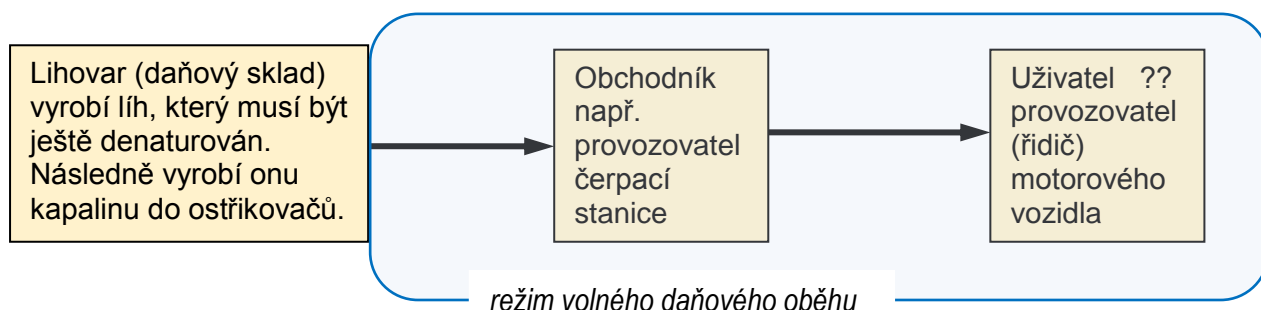 Lihovar (daňový sklad)
vyrobí líh, který musí být
ještě denaturován.
Následně vyrobí onu
kapalinu do ostřikovačů.
Obchodník
např.
provozovatel
čerpací
stanice
Uživatel ??
provozovatel
(řidič)
motorového
vozidla
režim volného daňového oběhu